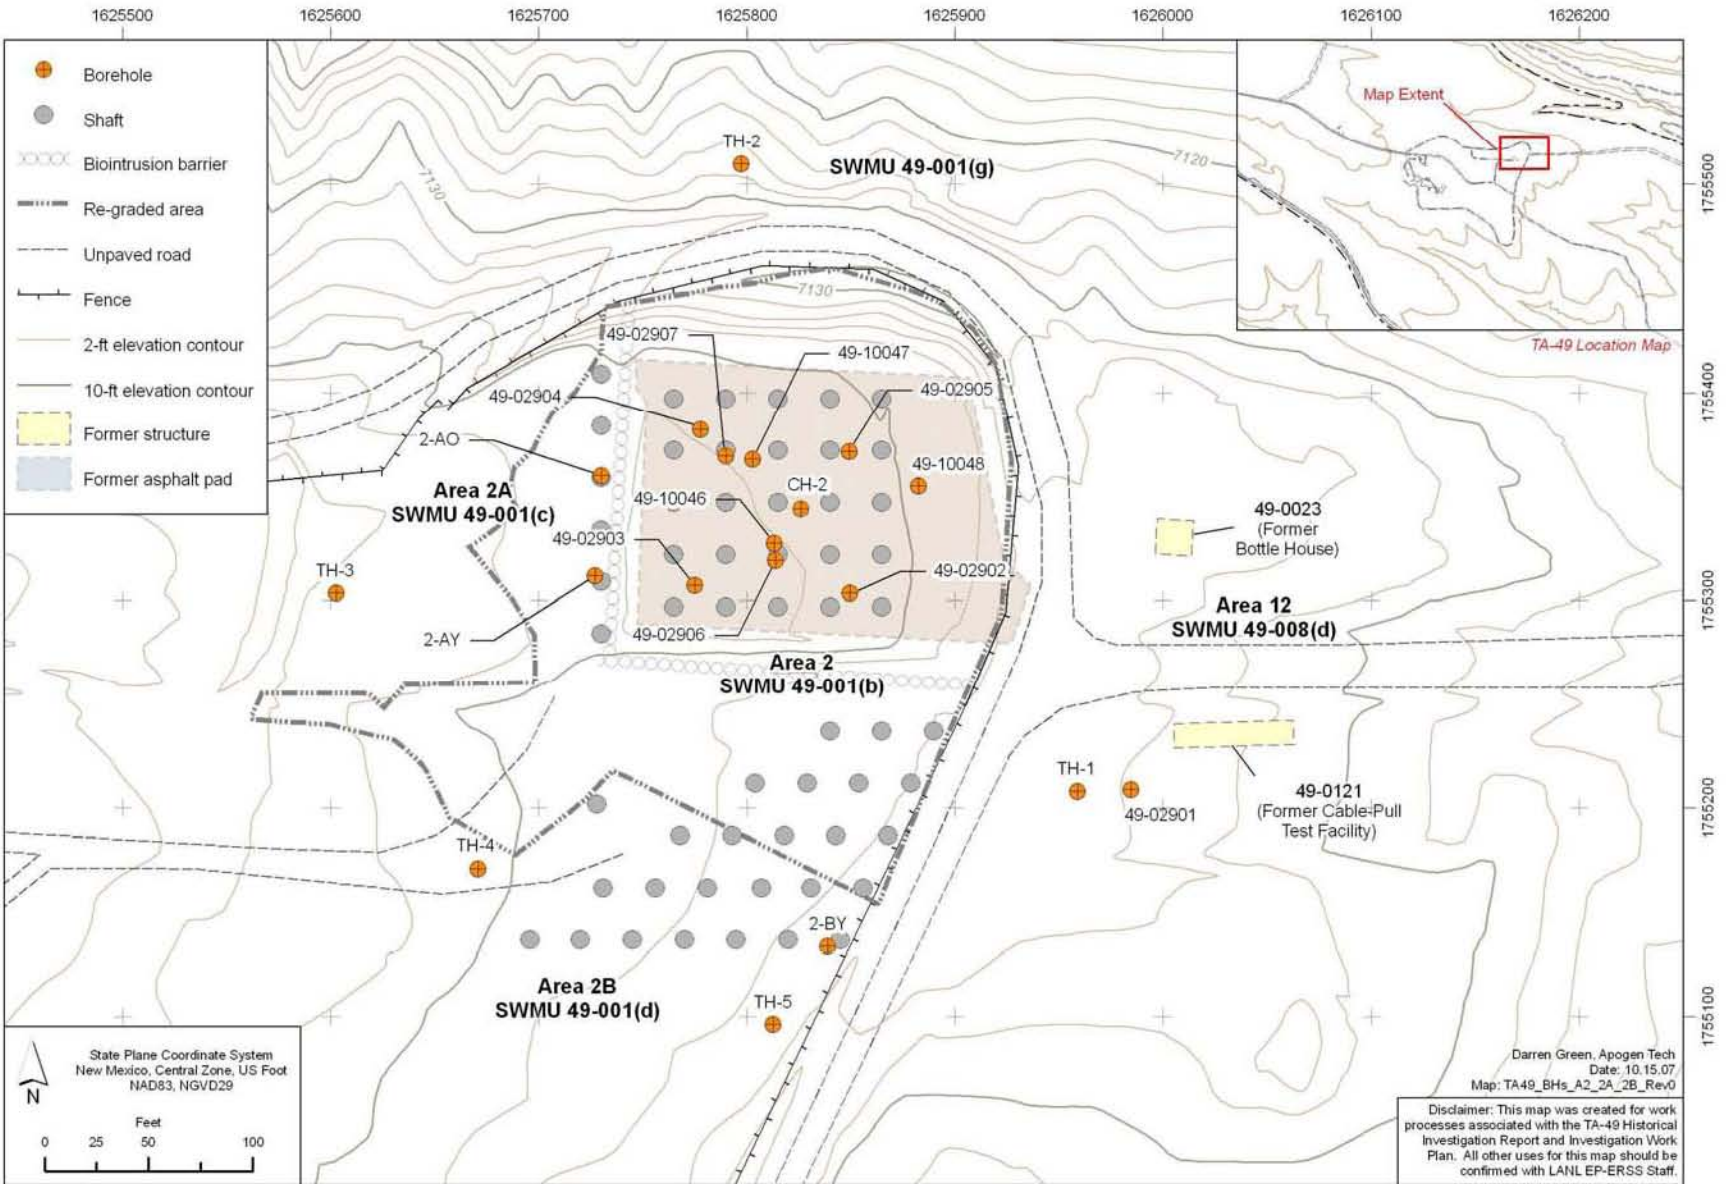 1625500 1625600 1625700 1625800 1625900 1626000 1626100 1626200
Borehole
Shaft
Biointrusion barrier
Re-graded area
Unpaved road
Fence
2-ft elevation contour
10-ft elevation contour
Former structure
Former asphalt pad
Map Extent
TA-49 Location Map
1755500
1755400
1755300
1755200
1755100
TH-2
SWMU 49-001(g)
7120
7130
7130
49-02907
49-10047
49-02904
49-02905
2-AO
49-10048
Area 2A
SWMU 49-001(c)
CH-2
49-10046
49-02903
49-0023
(Former
Bottle House)
TH-3
49-02902
Area 12
SWMU 49-008(d)
2-AY
49-02906
Area 2
SWMU 49-001(b)
TH-1
49-02901
49-0121
(Former Cable-Pull
Test Facility)
TH-4
2-BY
Area 2B
SWMU 49-001(d)
TH-5
State Plane Coordinate System
New Mexico, Central Zone, US Foot
NAD83, NGVD29
N
Feet
0 25 50 100
Darren Green, Apogen Tech
Date: 10.15.07
Map: TA49_BHs_A2_2A_2B_Rev0
Disclaimer: This map was created for work
processes associated with the TA-49 Historical
Investigation Report and Investigation Work
Plan. All other uses for this map should be
confirmed with LANL EP-ERSS Staff.